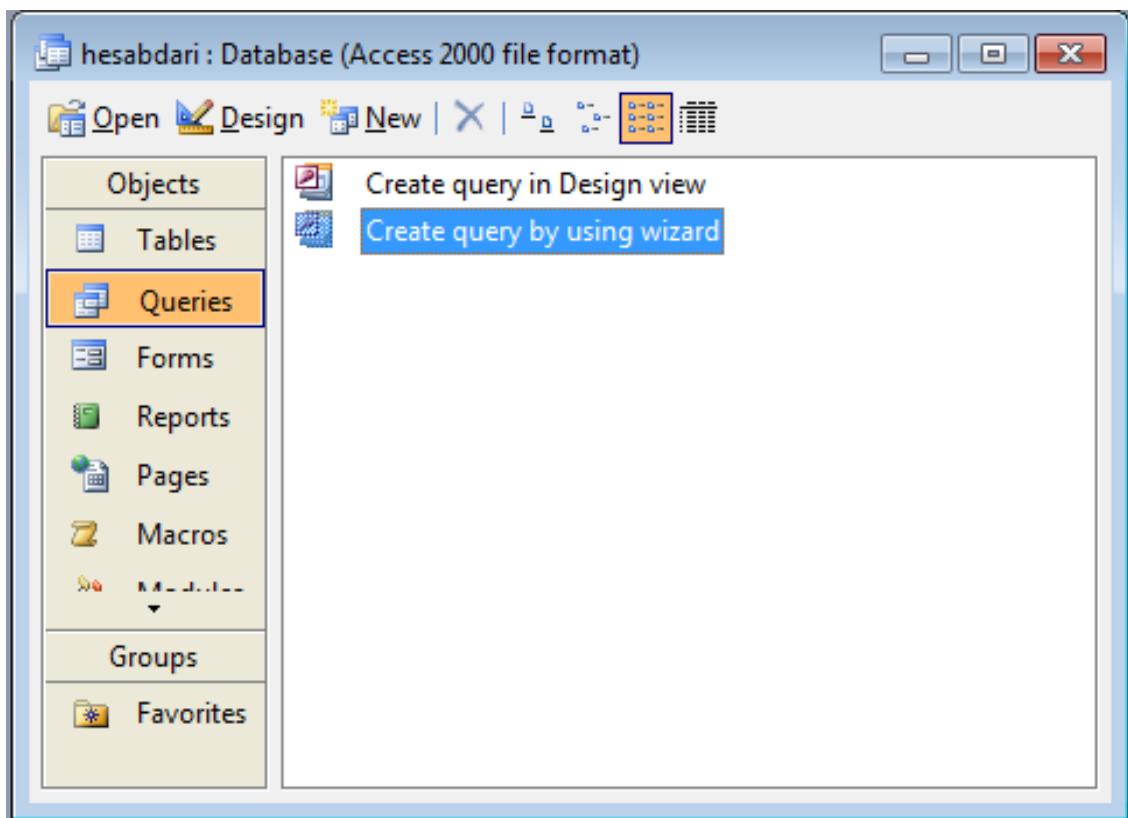 hesabdari : Database (Access 2000 file format)
Open Design New
Objects
Tables
Queries
Forms
Reports
Pages
Macros
Modules
Groups
Favorites
Create query in Design view
Create query by using wizard